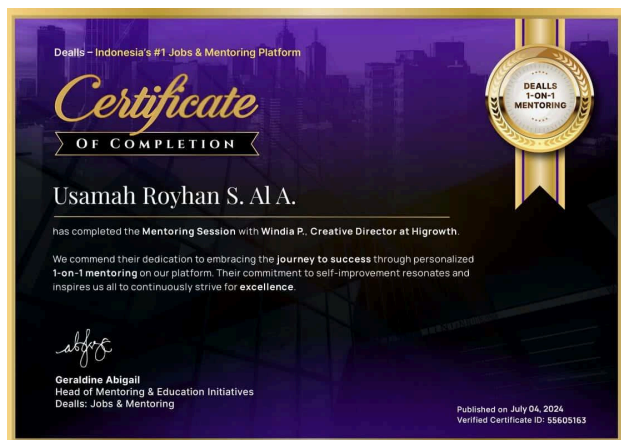 Dealls – Indonesia's #1 Jobs & Mentoring Platform
Certificate
OF COMPLETION
DEALLS
1-ON-1
MENTORING
Usamah Royhan S. Al A.
has completed the Mentoring Session with Windia P., Creative Director at Higrowth.
We commend their dedication to embracing the journey to success through personalized
1-on-1 mentoring on our platform. Their commitment to self-improvement resonates and
inspires us all to continuously strive for excellence.
Geraldine Abigail
Head of Mentoring & Education Initiatives
Dealls: Jobs & Mentoring
Published on July 04, 2024
Verified Certificate ID: 55605163